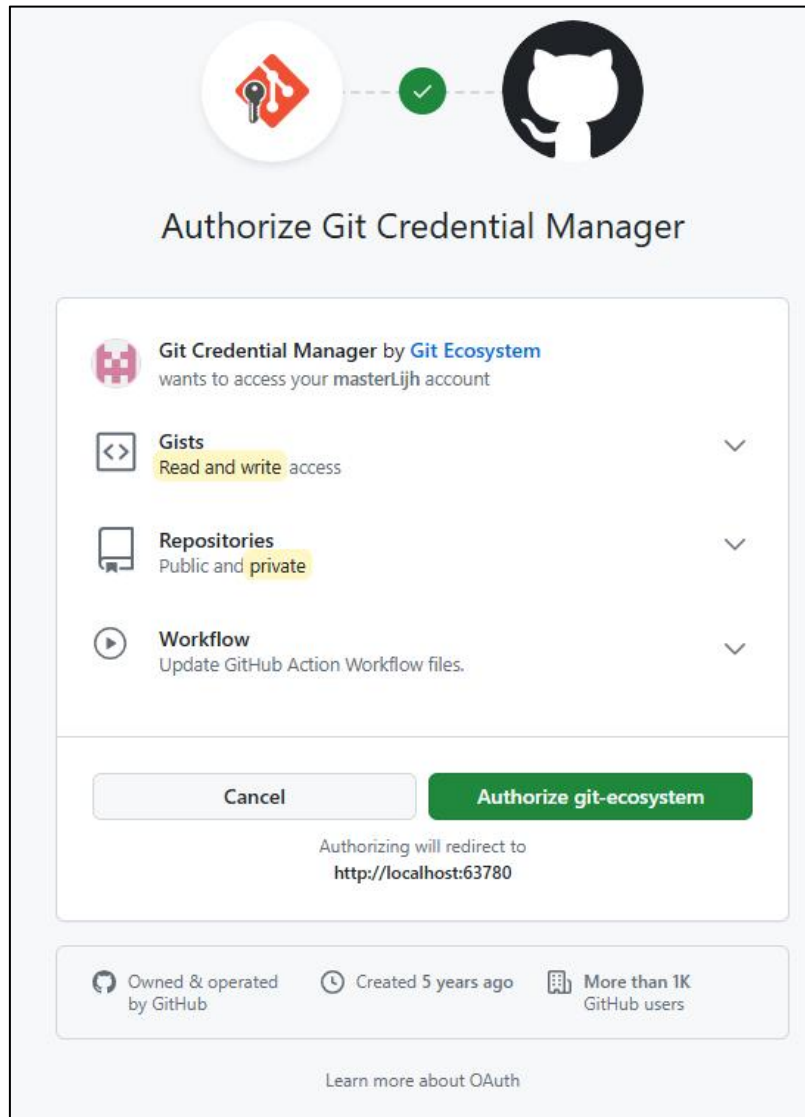 Authorize Git Credential Manager
Git Credential Manager by Git Ecosystem
wants to access your masterLijh account
Gists
Read and write access
Repositories
Public and private
Workflow
Update GitHub Action Workflow files.
Cancel
Authorize git-ecosystem
Authorizing will redirect to
http://localhost:63780
Owned & operated
by GitHub
Created 5 years ago
More than 1K
GitHub users
Learn more about OAuth